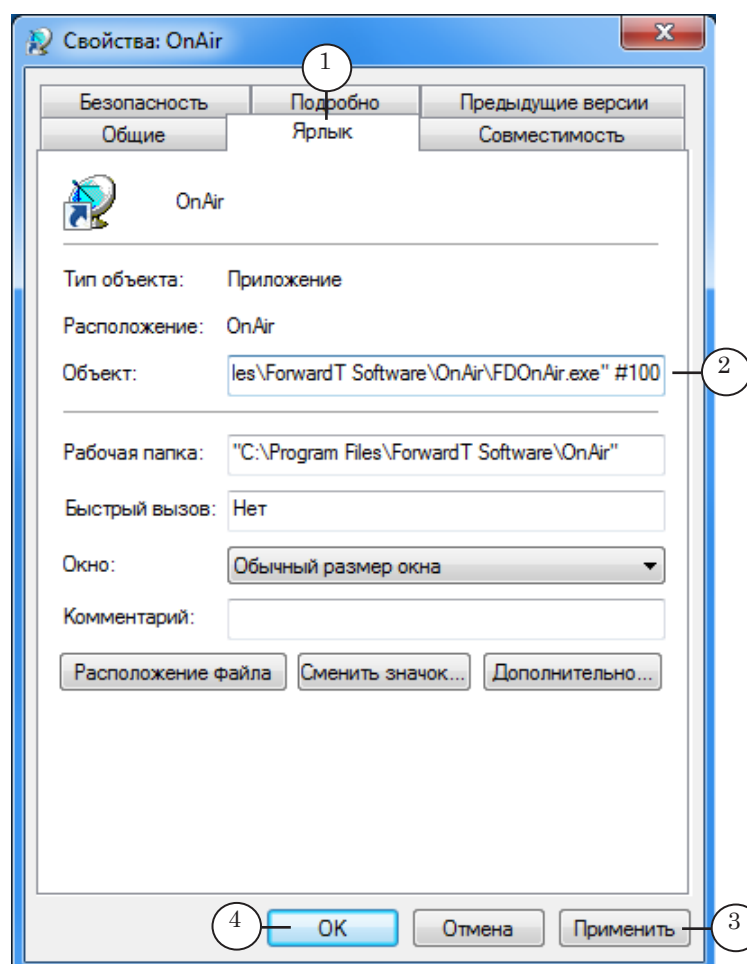 Свойства: OnAir
1
Безопасность Подробно Предыдущие версии
Общие Ярлык Совместимость
OnAir
Тип объекта: Приложение
Расположение: OnAir
Объект: les\ForwardT Software\OnAir\FDOnAir.exe" #100 2
Рабочая папка: "C:\Program Files\ForwardT Software\OnAir"
Быстрый вызов: Нет
Окно: Обычный размер окна
Комментарий:
Расположение файла Сменить значок... Дополнительно...
4 OK Отмена Применить 3